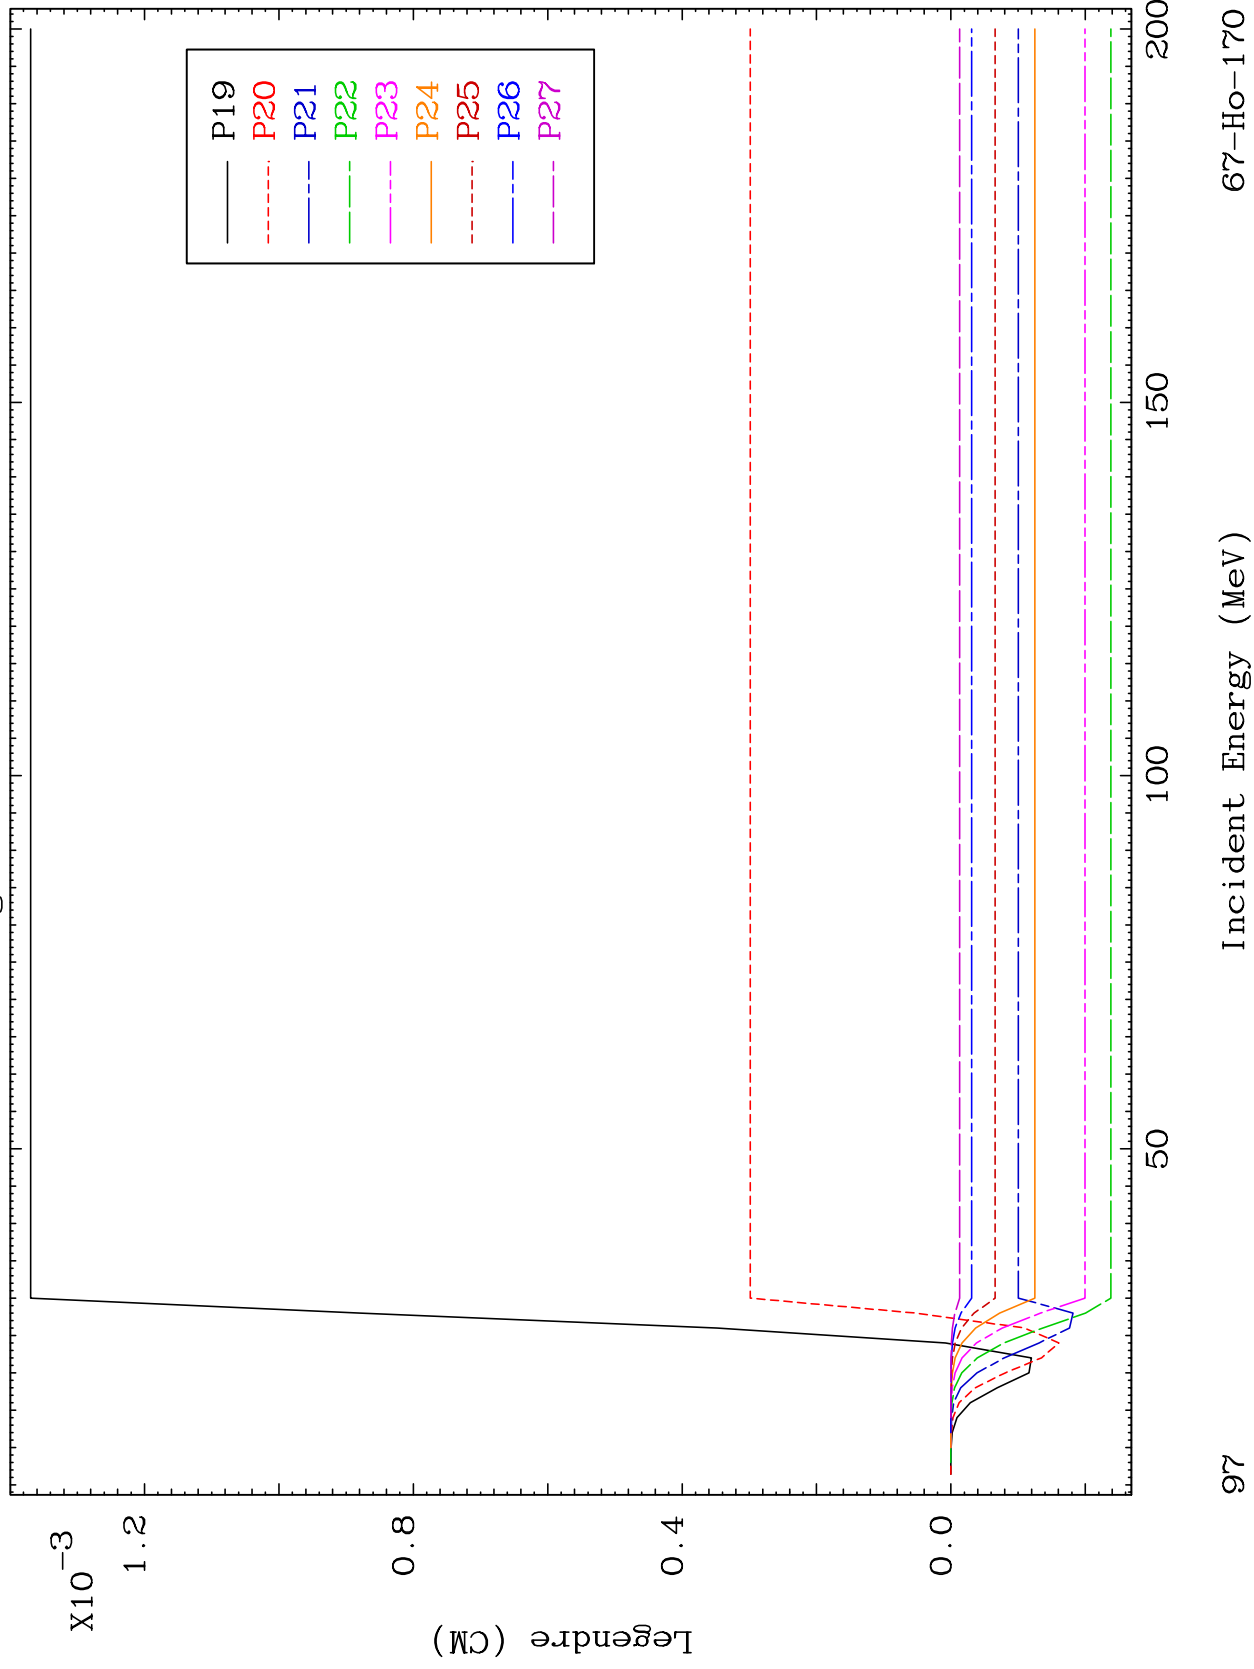 X10-3
1.2
0.8
0.4
0.0
Legendre (CM)
P19
P20
P21
P22
P23
P24
P25
P26
P27
50
100
150
200
97
Incident Energy (MeV)
67-Ho-170